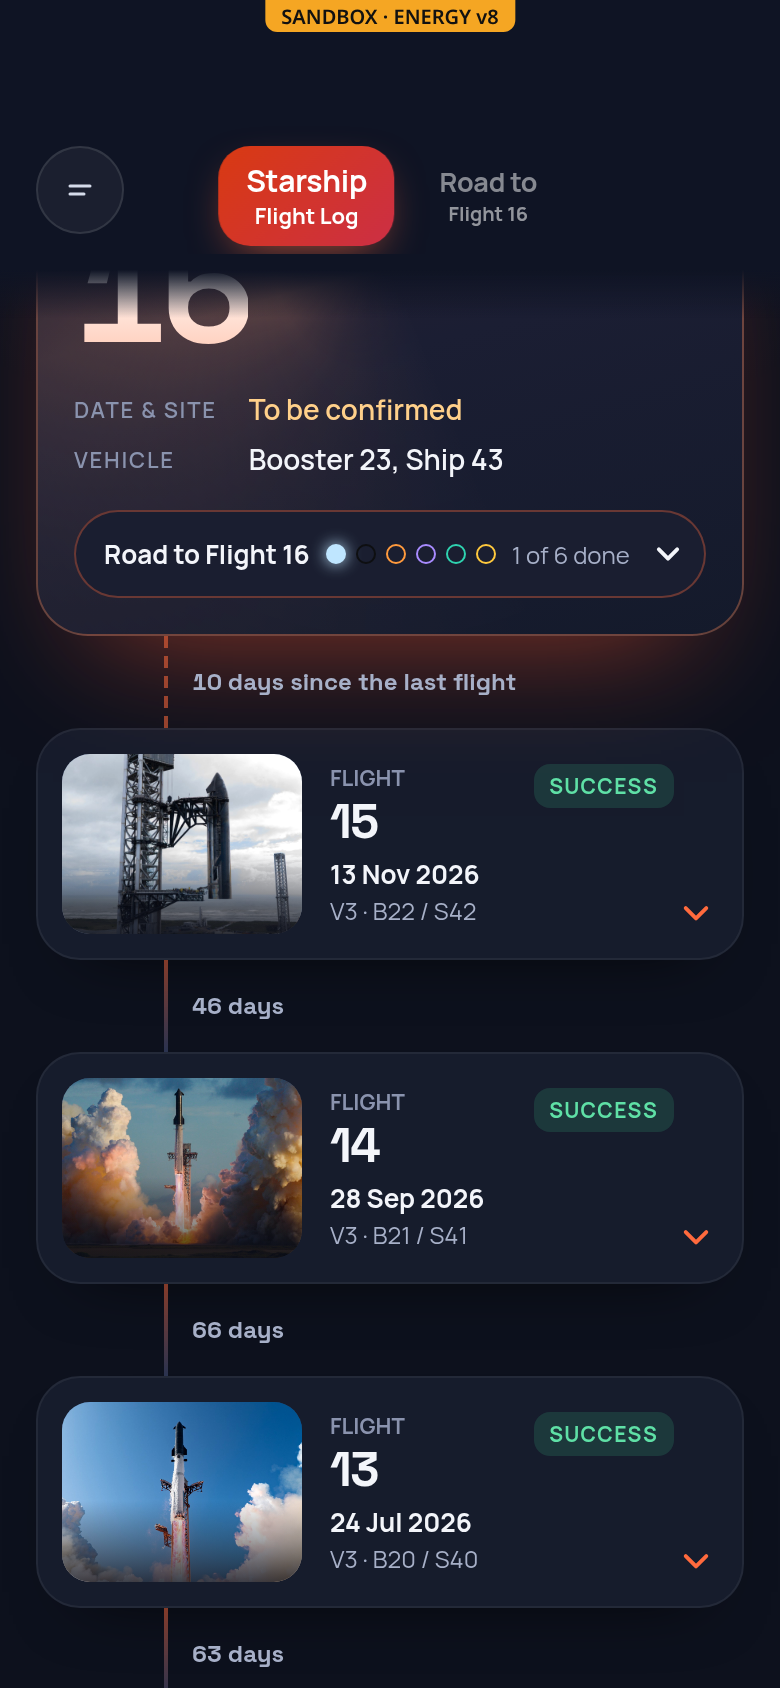 SANDBOX · ENERGY v8
Starship
Flight Log
Road to
Flight 16
16
DATE & SITE To be confirmed
VEHICLE Booster 23, Ship 43
Road to Flight 16 1 of 6 done
10 days since the last flight
FLIGHT
SUCCESS
15
13 Nov 2026
V3 · B22 / S42
46 days
FLIGHT
SUCCESS
14
28 Sep 2026
V3 · B21 / S41
66 days
FLIGHT
SUCCESS
13
24 Jul 2026
V3 · B20 / S40
63 days